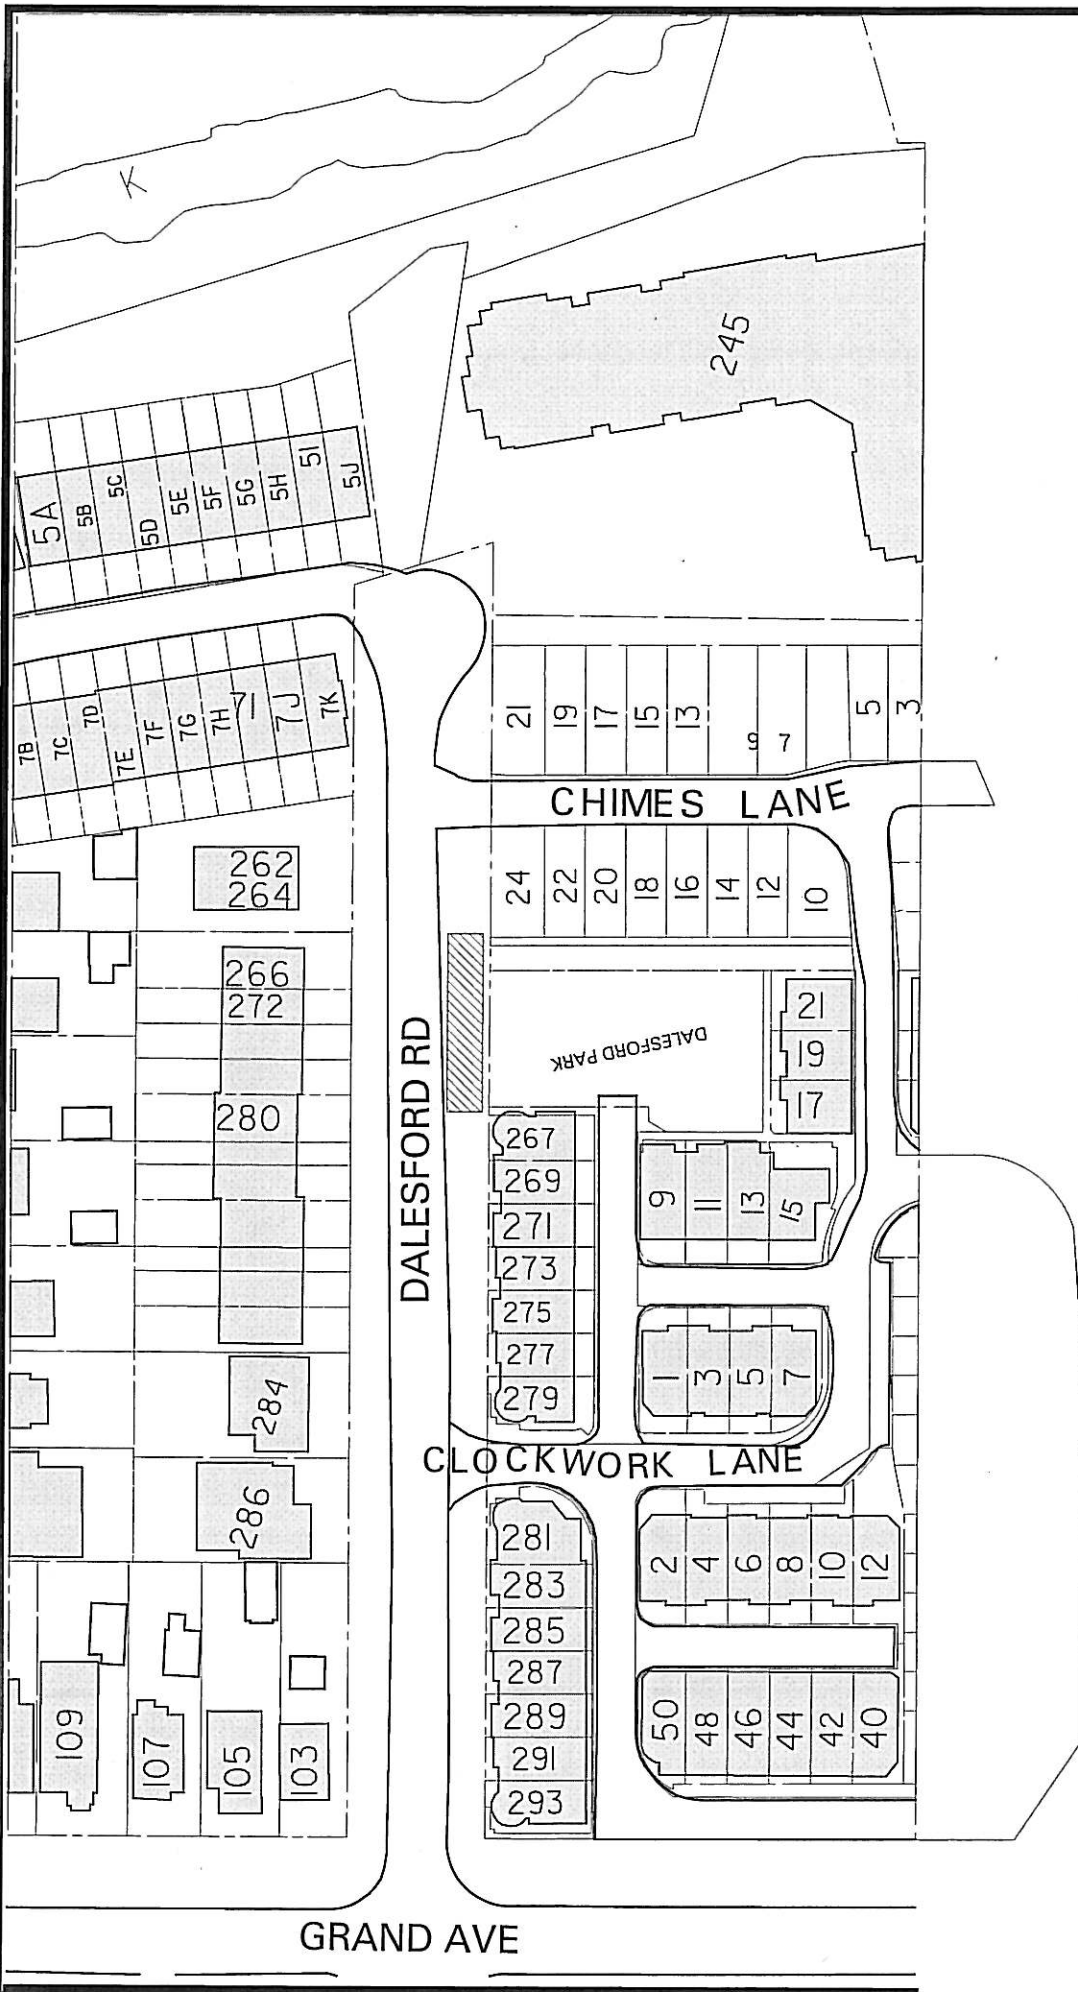 K
245
5A
5B
5C
5D
5E
5F
5G
5H
5I
5J
7B
7C
7D
7E
7F
7G
7H
7I
7J
7K
21
19
17
15
13
9
7
5
3
CHIMES LANE
262
264
24
22
20
18
16
14
12
10
266
272
280
284
286
DALESFORD RD
DALESFORD PARK
21
19
17
267
269
271
273
275
277
279
9
11
13
15
1
3
5
7
CLOCKWORK LANE
281
283
285
287
289
291
293
2
4
6
8
10
12
50
48
46
44
42
40
109
107
105
103
GRAND AVE